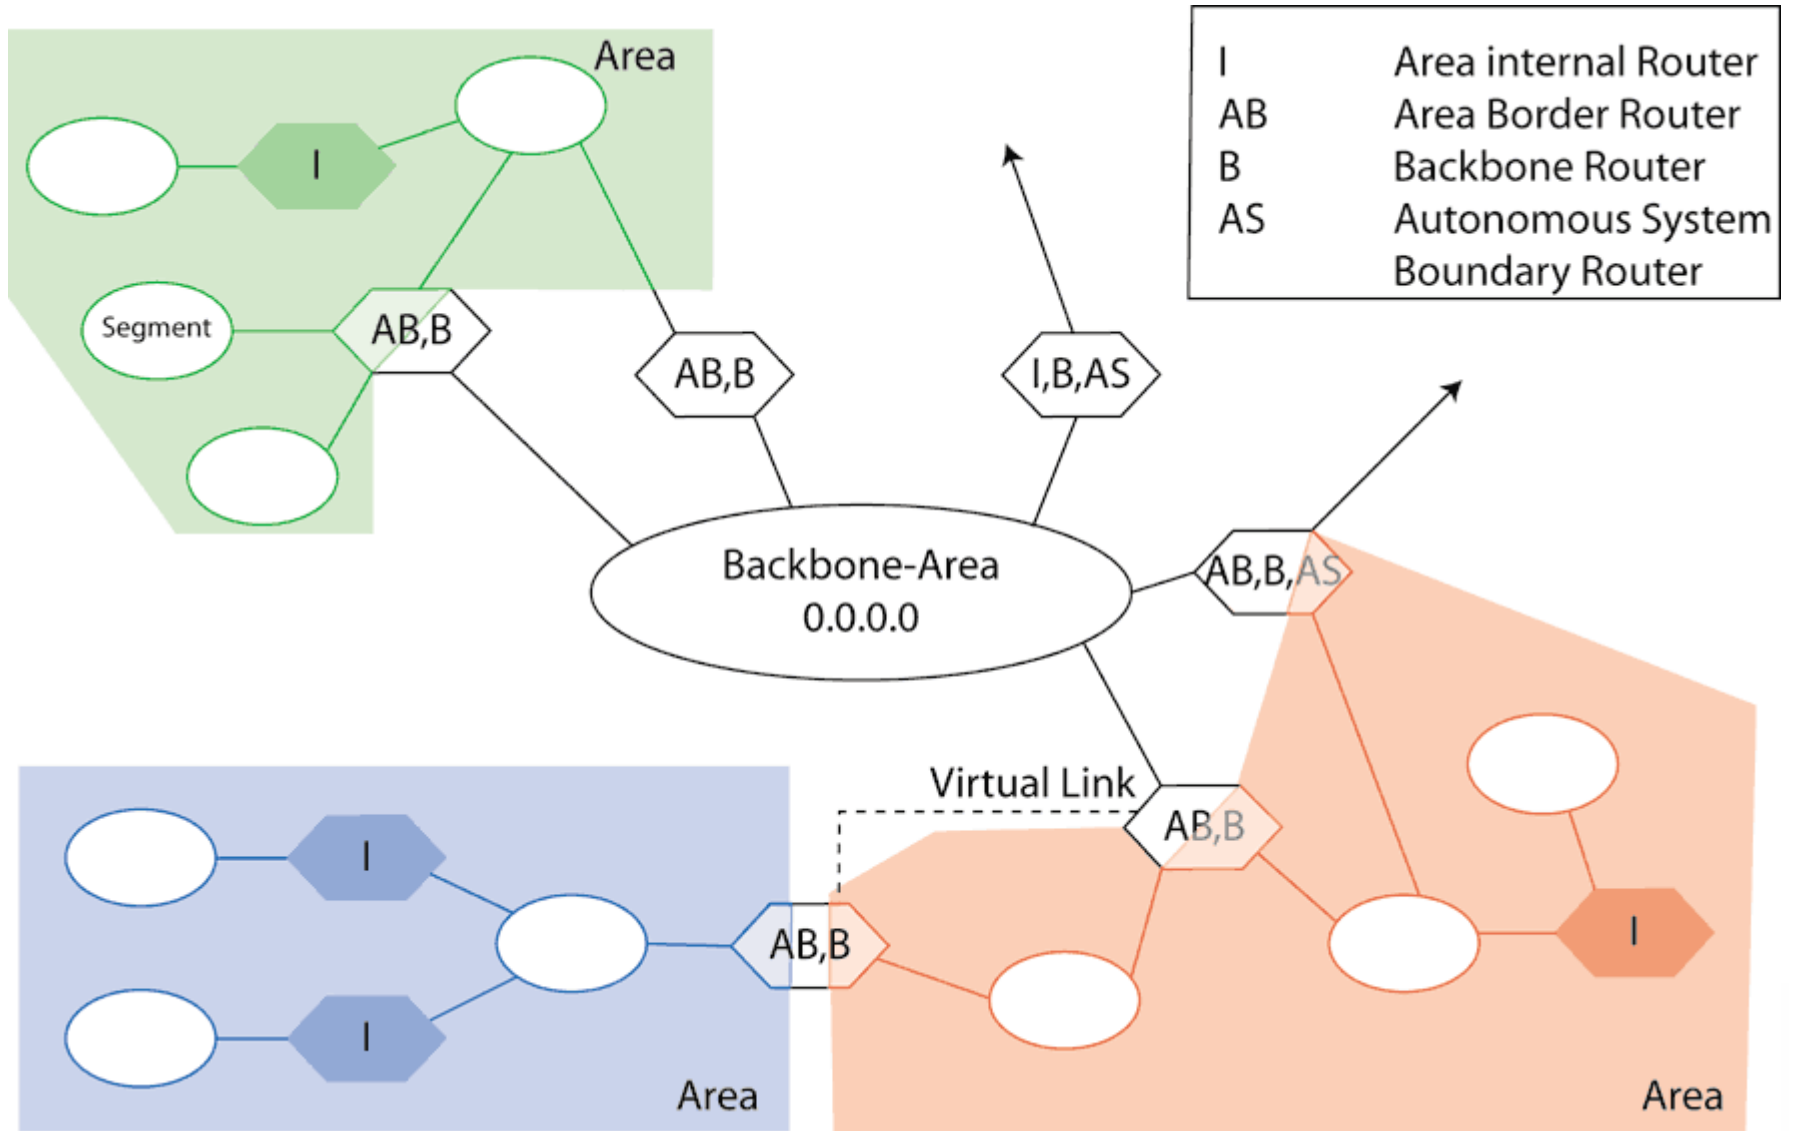 Area
I
Segment
AB,B
AB,B
I,B,AS
I Area internal Router
AB Area Border Router
B Backbone Router
AS Autonomous System
Boundary Router
Backbone-Area
0.0.0.0
AB,B,AS
Virtual Link
AB,B
I
I
AB,B
I
Area
Area